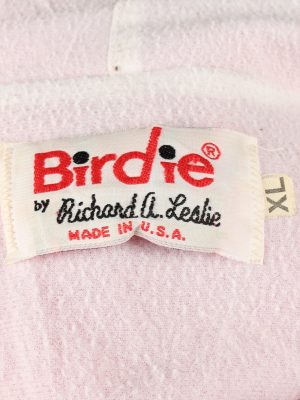 Birdie®
by Richard A. Leslie
MADE IN U.S.A.
XL